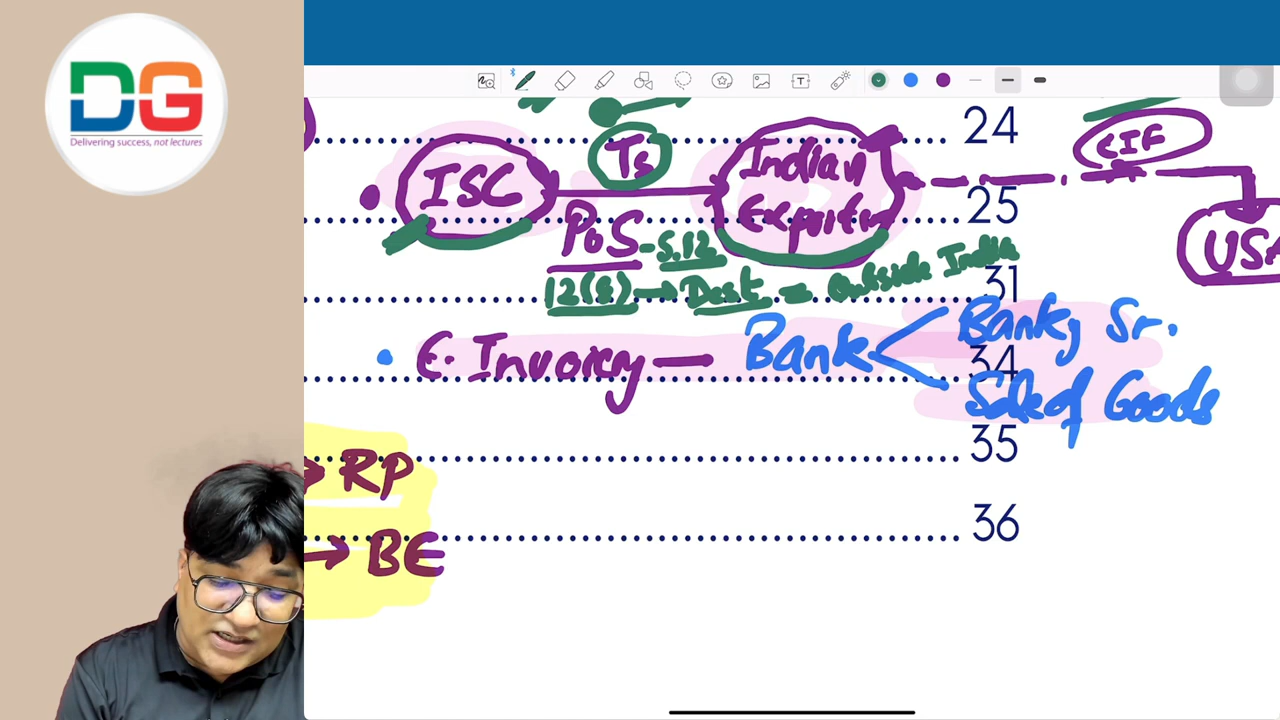 DG
Delivering success, not lectures
T
24
CIF
Ts
Indian
ISC
Exporter
25
PoS - S.12
USA
12(8) → Dest = Outside India
31
Banking Sr.
E. Invoicing — Bank
34
Sale of Goods
35
→ RP
36
→ BE